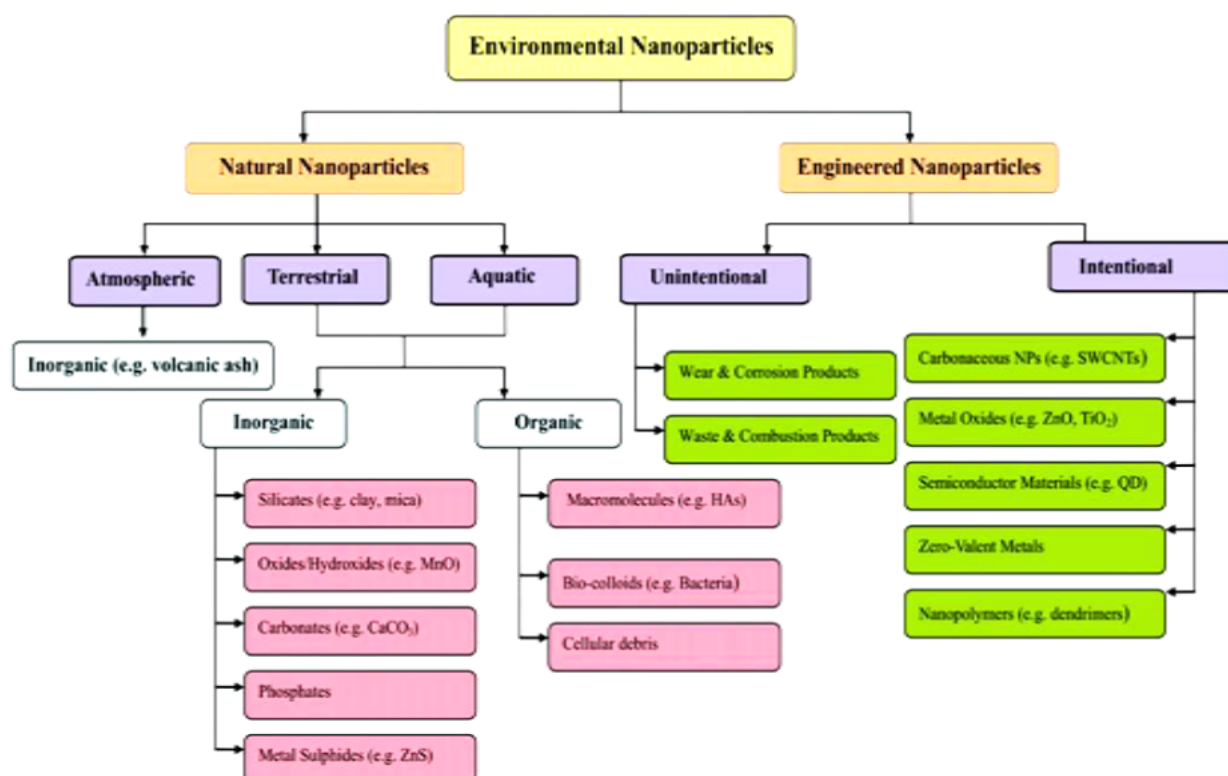 Environmental Nanoparticles
Natural Nanoparticles
Engineered Nanoparticles
Atmospheric
Terrestrial
Aquatic
Unintentional
Intentional
Inorganic (e.g. volcanic ash)
Inorganic
Organic
Silicates (e.g. clay, mica)
Oxides/Hydroxides (e.g. MnO)
Carbonates (e.g. CaCO₃)
Phosphates
Metal Sulphides (e.g. ZnS)
Macromolecules (e.g. HAs)
Bio-colloids (e.g. Bacteria)
Cellular debris
Wear & Corrosion Products
Waste & Combustion Products
Carbonaceous NPs (e.g. SWCNTs)
Metal Oxides (e.g. ZnO, TiO₂)
Semiconductor Materials (e.g. QD)
Zero-Valent Metals
Nanopolymers (e.g. dendrimers)